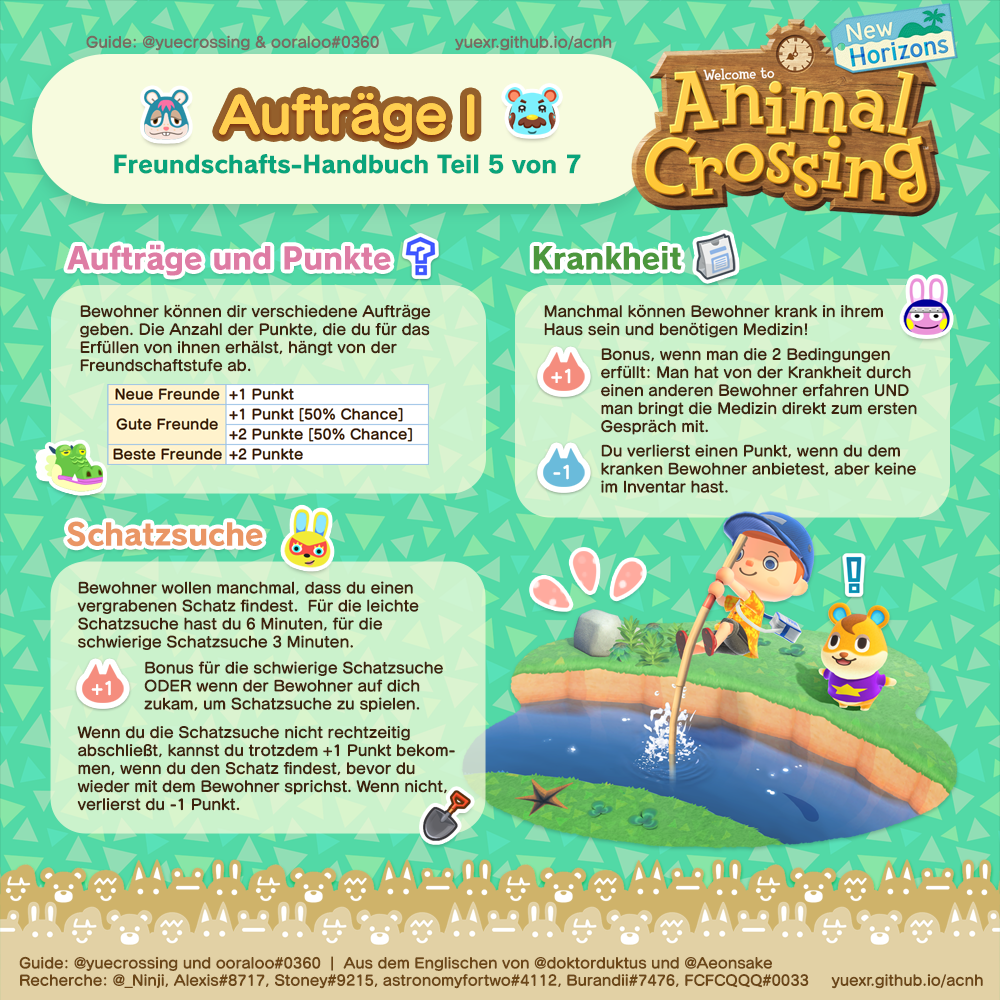 Guide: @yuecrossing & ooraloo#0360 yuexr.github.io/acnh
New
Horizons
Welcome to
Animal
Crossing
Aufträge I
Freundschafts-Handbuch Teil 5 von 7
Aufträge und Punkte
Bewohner können dir verschiedene Aufträge
geben. Die Anzahl der Punkte, die du für das
Erfüllen von ihnen erhälst, hängt von der
Freundschaftstufe ab.
Neue Freunde +1 Punkt
Gute Freunde +1 Punkt [50% Chance]
+2 Punkte [50% Chance]
Beste Freunde +2 Punkte
Krankheit
Manchmal können Bewohner krank in ihrem
Haus sein und benötigen Medizin!
+1
Bonus, wenn man die 2 Bedingungen
erfüllt: Man hat von der Krankheit durch
einen anderen Bewohner erfahren UND
man bringt die Medizin direkt zum ersten
Gespräch mit.
-1
Du verlierst einen Punkt, wenn du dem
kranken Bewohner anbietest, aber keine
im Inventar hast.
Schatzsuche
Bewohner wollen manchmal, dass du einen
vergrabenen Schatz findest. Für die leichte
Schatzsuche hast du 6 Minuten, für die
schwierige Schatzsuche 3 Minuten.
+1
Bonus für die schwierige Schatzsuche
ODER wenn der Bewohner auf dich
zukam, um Schatzsuche zu spielen.
Wenn du die Schatzsuche nicht rechtzeitig
abschließt, kannst du trotzdem +1 Punkt bekom-
men, wenn du den Schatz findest, bevor du
wieder mit dem Bewohner sprichst. Wenn nicht,
verlierst du -1 Punkt.
Guide: @yuecrossing und ooraloo#0360 | Aus dem Englischen von @doktorduktus und @Aeonsake
Recherche: @_Ninji, Alexis#8717, Stoney#9215, astronomyfortwo#4112, Burandii#7476, FCFCQQQ#0033 yuexr.github.io/acnh